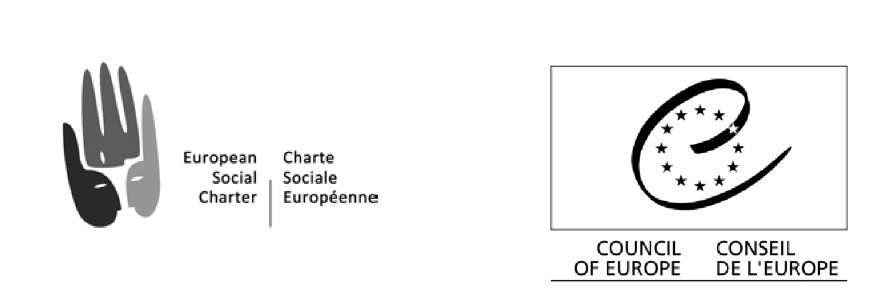 European
Social
Charter
Charte
Sociale
Européenne
COUNCIL
OF EUROPE
CONSEIL
DE L'EUROPE